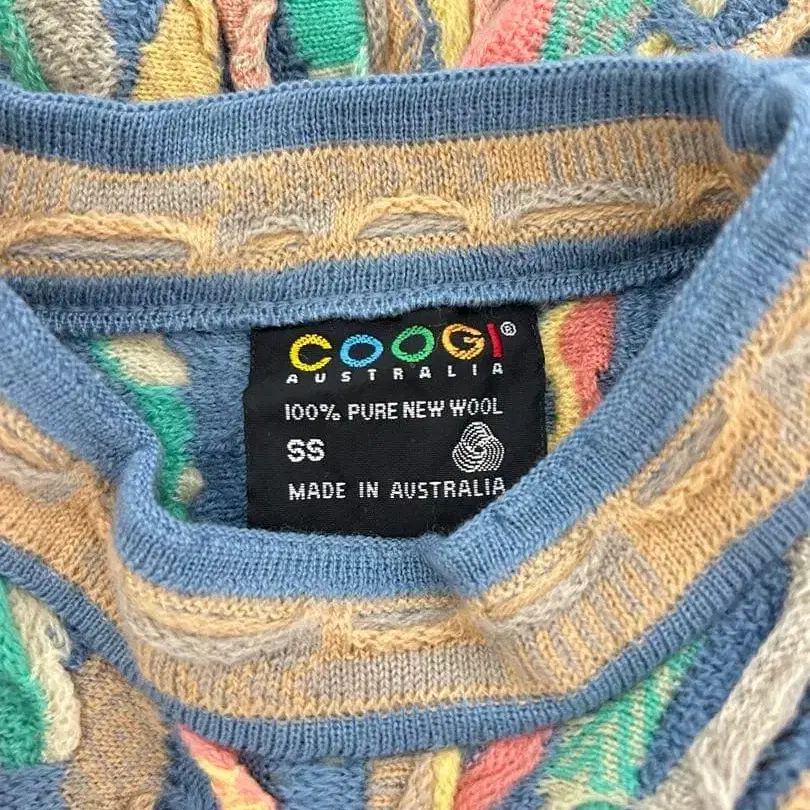 COOGI®
AUSTRALIA
100% PURE NEW WOOL
SS
MADE IN AUSTRALIA